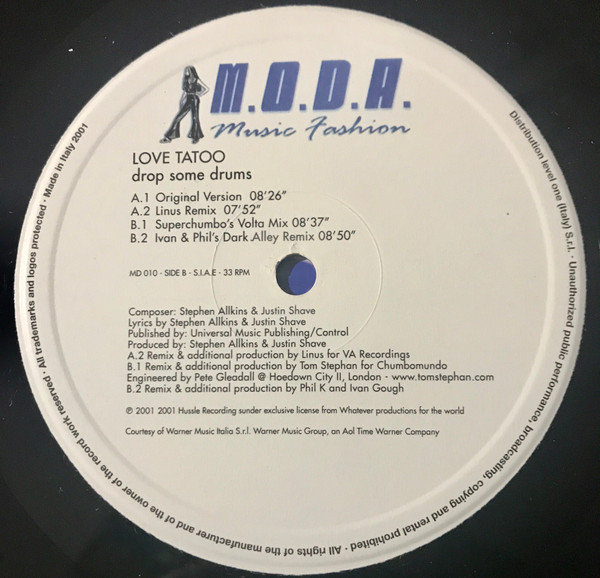 M.O.D.A.
Music Fashion
LOVE TATOO
drop some drums
A.1 Original Version 08'26"
A.2 Linus Remix 07'52"
B.1 Superchumbo's Volta Mix 08'37"
B.2 Ivan & Phil's Dark Alley Remix 08'50"
MD 010 - SIDE B - S.I.A.E - 33 RPM
Composer: Stephen Allkins & Justin Shave
Lyrics by Stephen Allkins & Justin Shave
Published by: Universal Music Publishing/Control
Produced by: Stephen Allkins & Justin Shave
A.2 Remix & additional production by Linus for VA Recordings
B.1 Remix & additional production by Tom Stephan for Chumbomundo
Engineered by Pete Gleadall @ Hoedown City II, London - www.tomstephan.com
B.2 Remix & additional production by Phil K and Ivan Gough
℗ 2001 2001 Hussle Recording sunder exclusive license from Whatever productions for the world
Courtesy of Warner Music Italia S.r.l. Warner Music Group, an Aol Time Warner Company
Distribution level one (Italy) S.r.l. · Unauthorized public performance, broadcasting, copying and rental prohibited · All rights of the manufacturer and of the owner of the record work reserved · All trademarks and logos protected · Made in Italy 2001